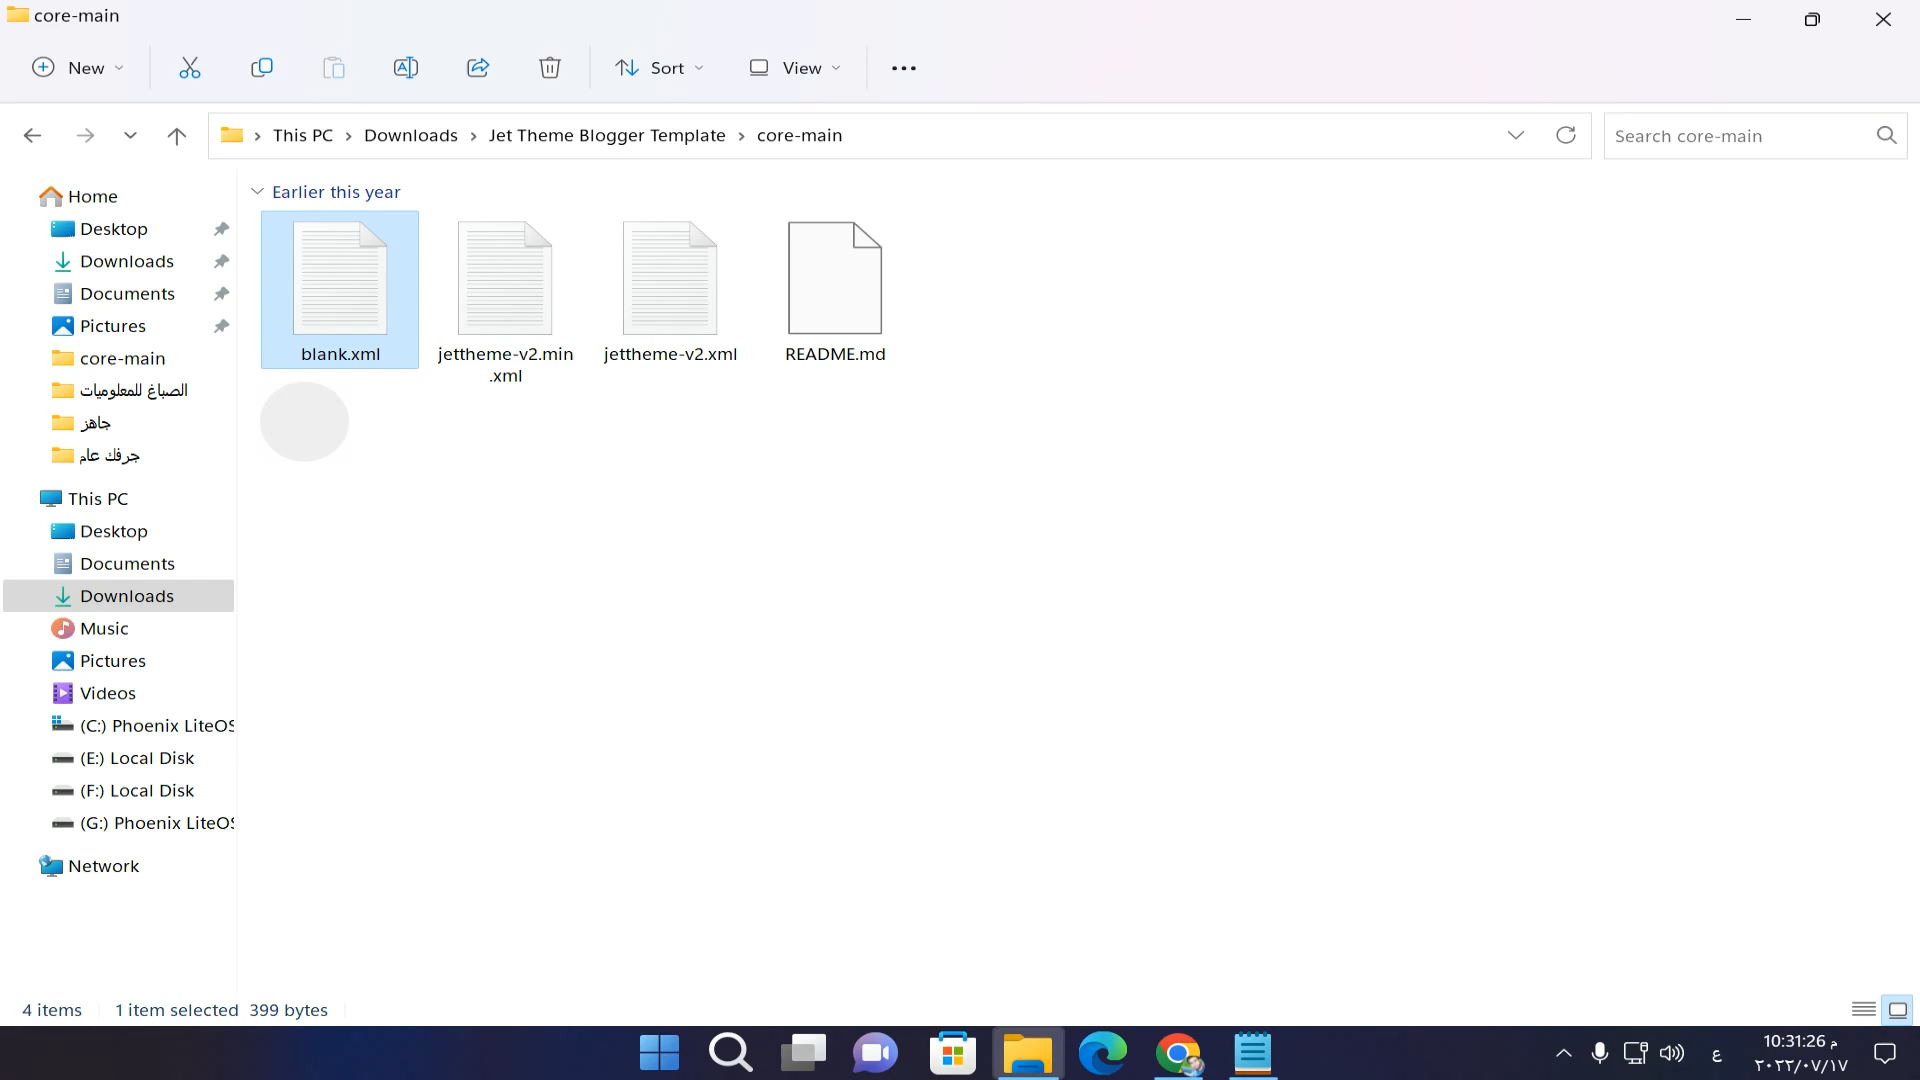 core-main
New
Sort
View
This PC
Downloads
Jet Theme Blogger Template
core-main
Search core-main
Home
Desktop
Downloads
Documents
Pictures
core-main
الصباغ للمعلوميات
جاهز
جرفك عام
This PC
Desktop
Documents
Downloads
Music
Pictures
Videos
(C:) Phoenix LiteOS
(E:) Local Disk
(F:) Local Disk
(G:) Phoenix LiteOS
Network
Earlier this year
blank.xml
jettheme-v2.min
.xml
jettheme-v2.xml
README.md
4 items
1 item selected 399 bytes
ع
10:31:26 م
٢٠٢٢/٠٧/١٧